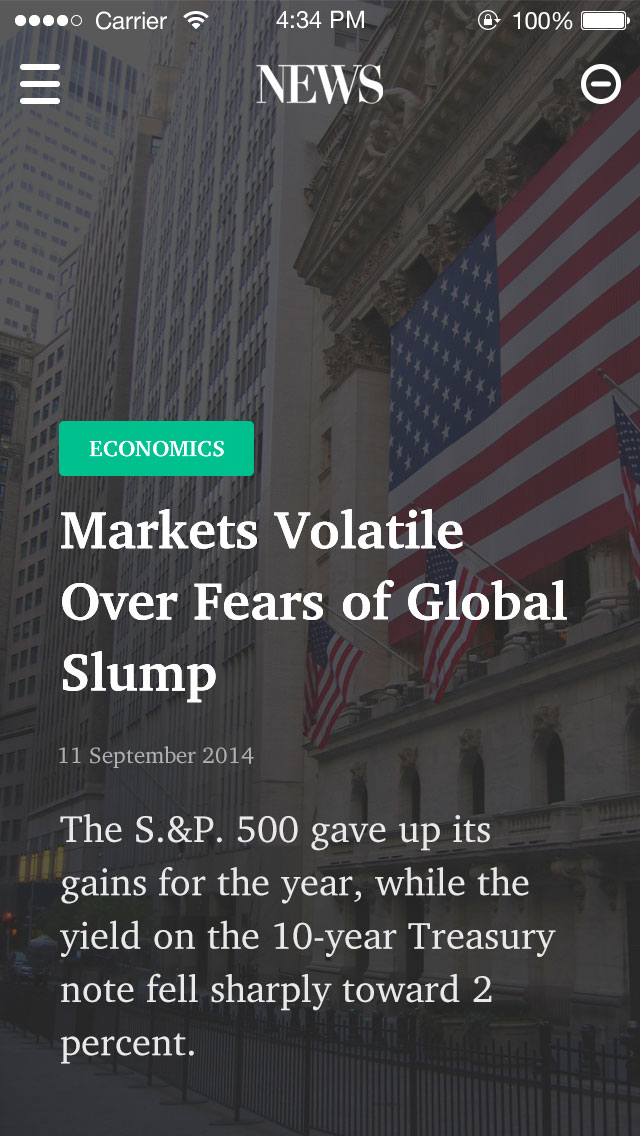 Carrier 4:34 PM 100%
NEWS
ECONOMICS
Markets Volatile
Over Fears of Global
Slump
11 September 2014
The S.&P. 500 gave up its
gains for the year, while the
yield on the 10-year Treasury
note fell sharply toward 2
percent.